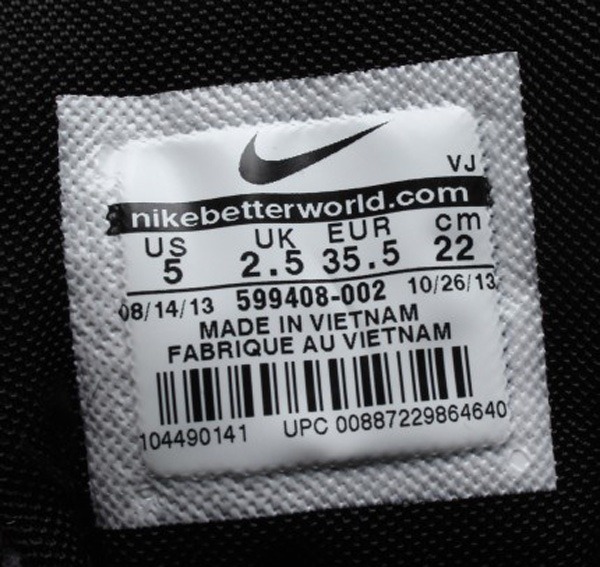 VJ
nikebetterworld.com
US UK EUR cm
5 2.5 35.5 22
08/14/13 599408-002 10/26/13
MADE IN VIETNAM
FABRIQUE AU VIETNAM
104490141 UPC 00887229864640